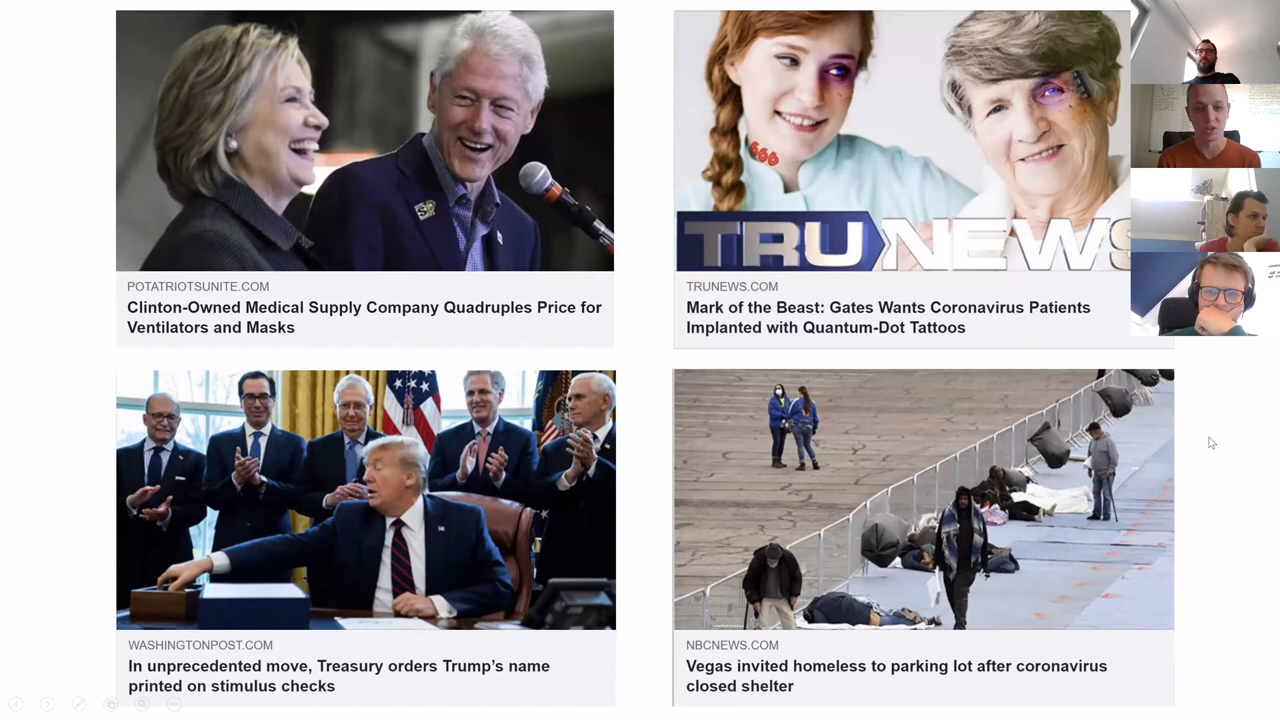 666
TRUNEWS
POTATRIOTSUNITE.COM
Clinton-Owned Medical Supply Company Quadruples Price for
Ventilators and Masks
TRUNEWS.COM
Mark of the Beast: Gates Wants Coronavirus Patients
Implanted with Quantum-Dot Tattoos
WASHINGTONPOST.COM
In unprecedented move, Treasury orders Trump’s name
printed on stimulus checks
NBCNEWS.COM
Vegas invited homeless to parking lot after coronavirus
closed shelter